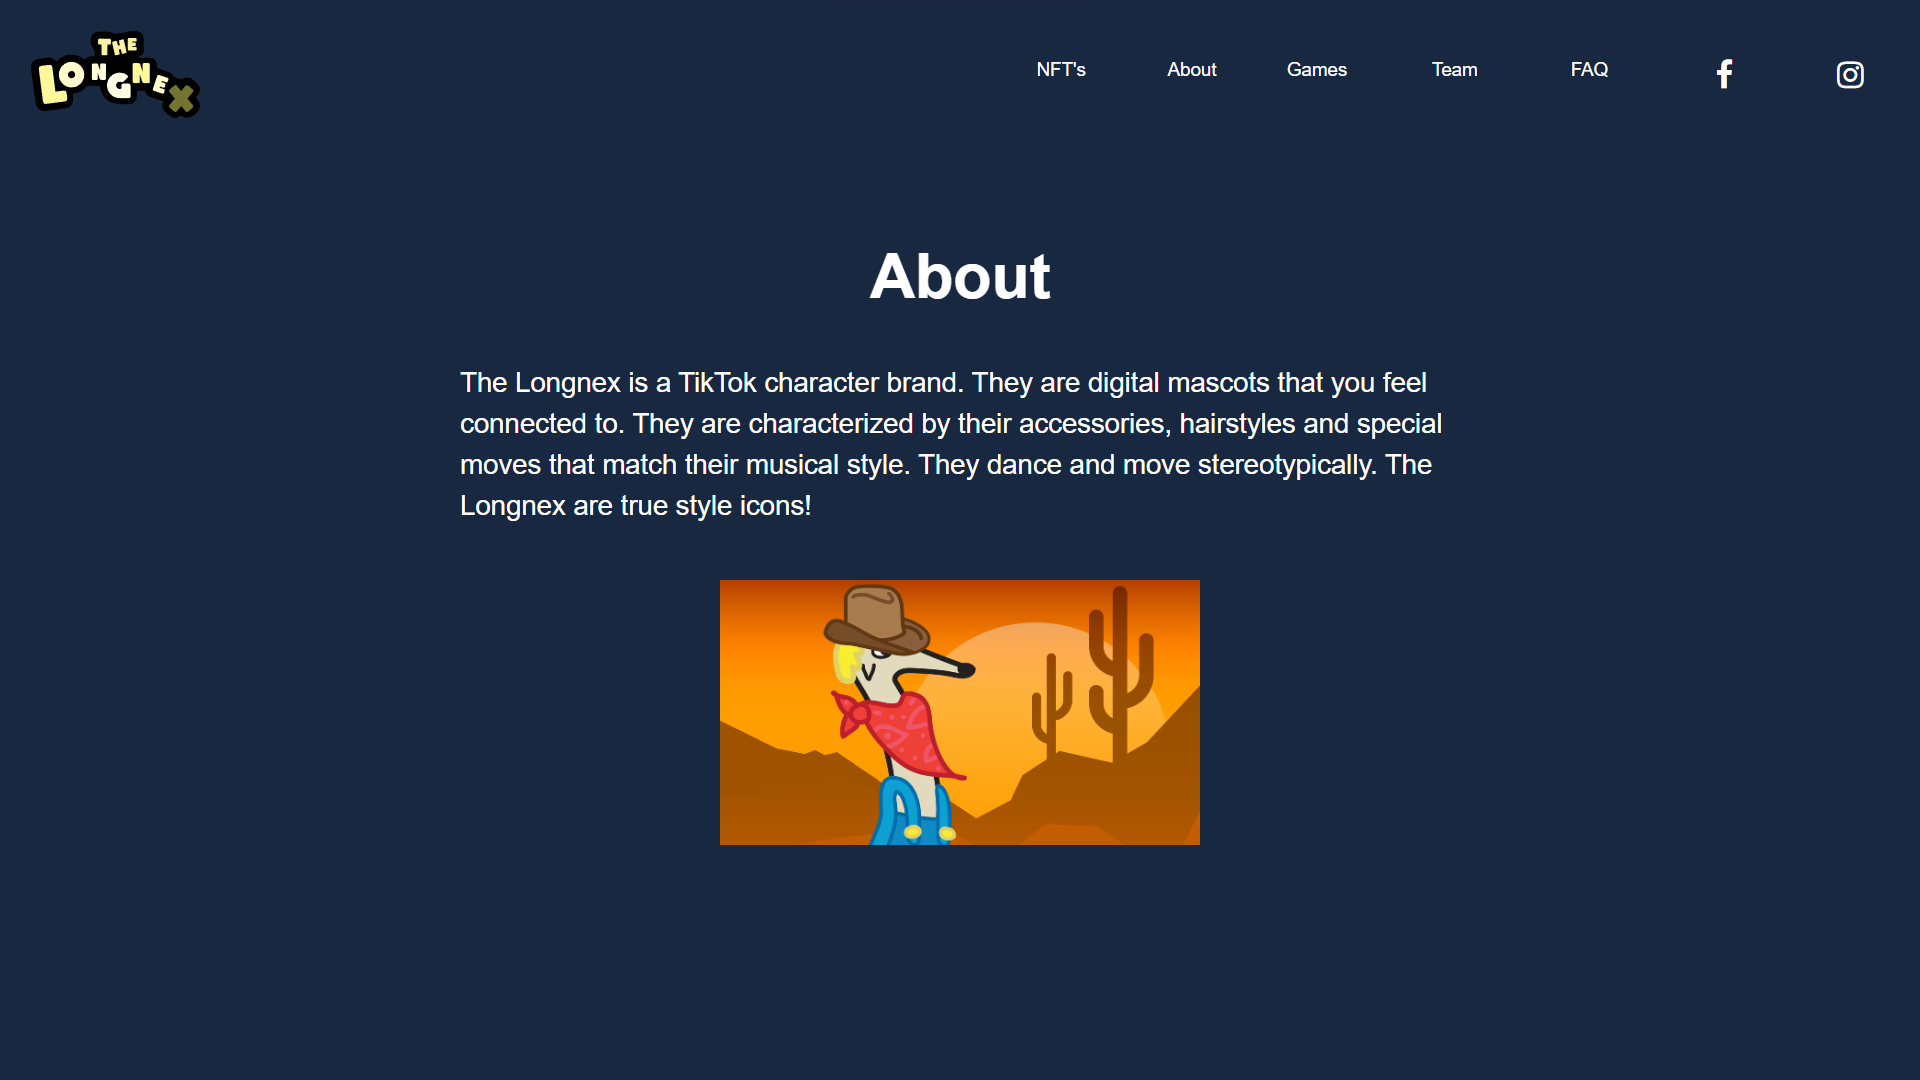 THE
LONGNEX
NFT's About Games Team FAQ
About
The Longnex is a TikTok character brand. They are digital mascots that you feel
connected to. They are characterized by their accessories, hairstyles and special
moves that match their musical style. They dance and move stereotypically. The
Longnex are true style icons!